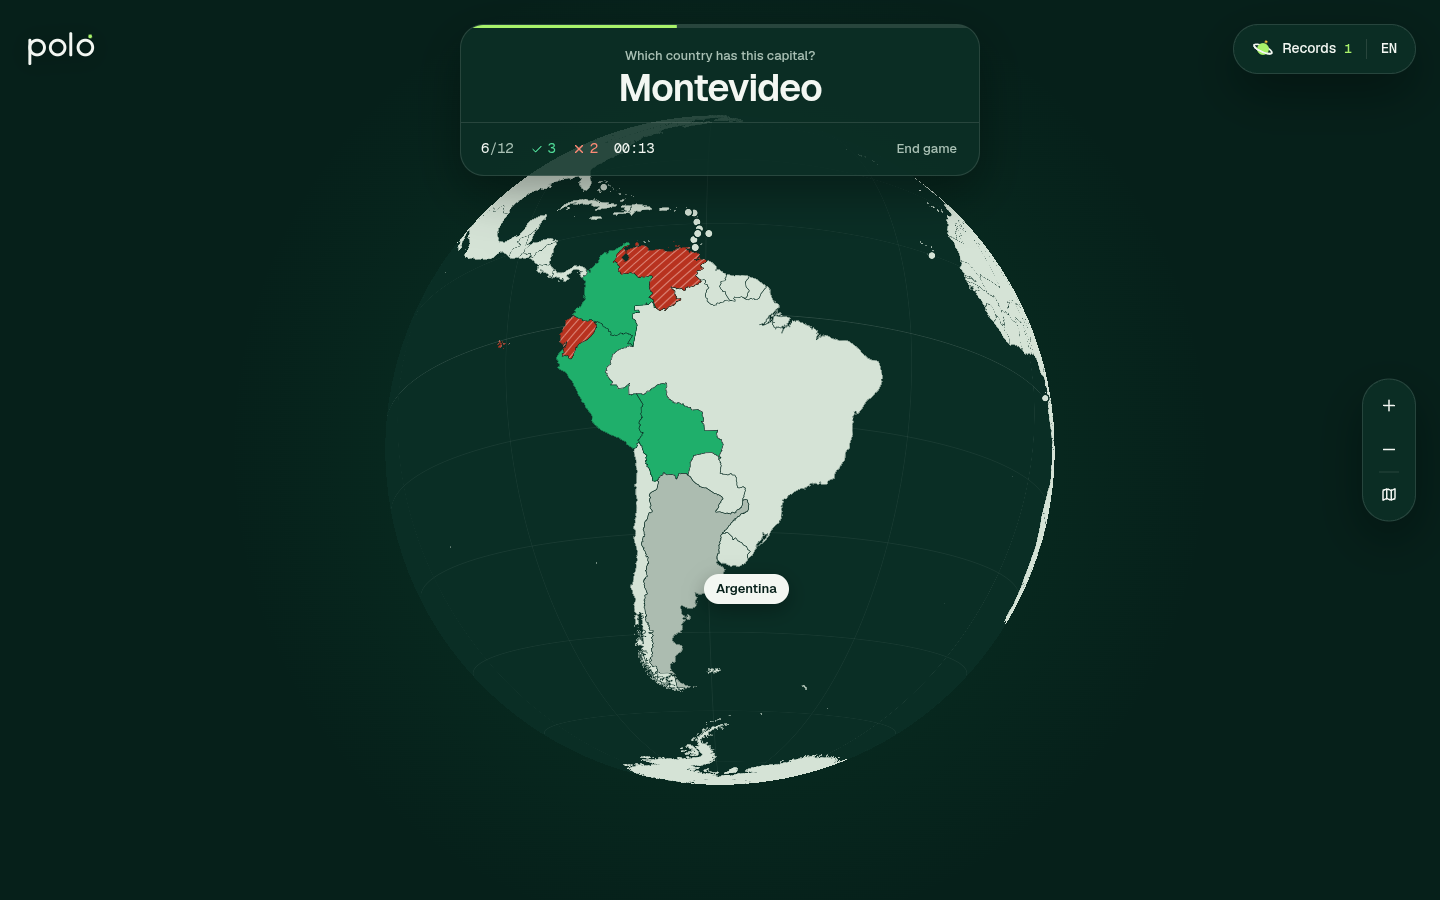 polo
Which country has this capital?
Montevideo
6/12 3 2 00:13 End game
Records 1 EN
Argentina